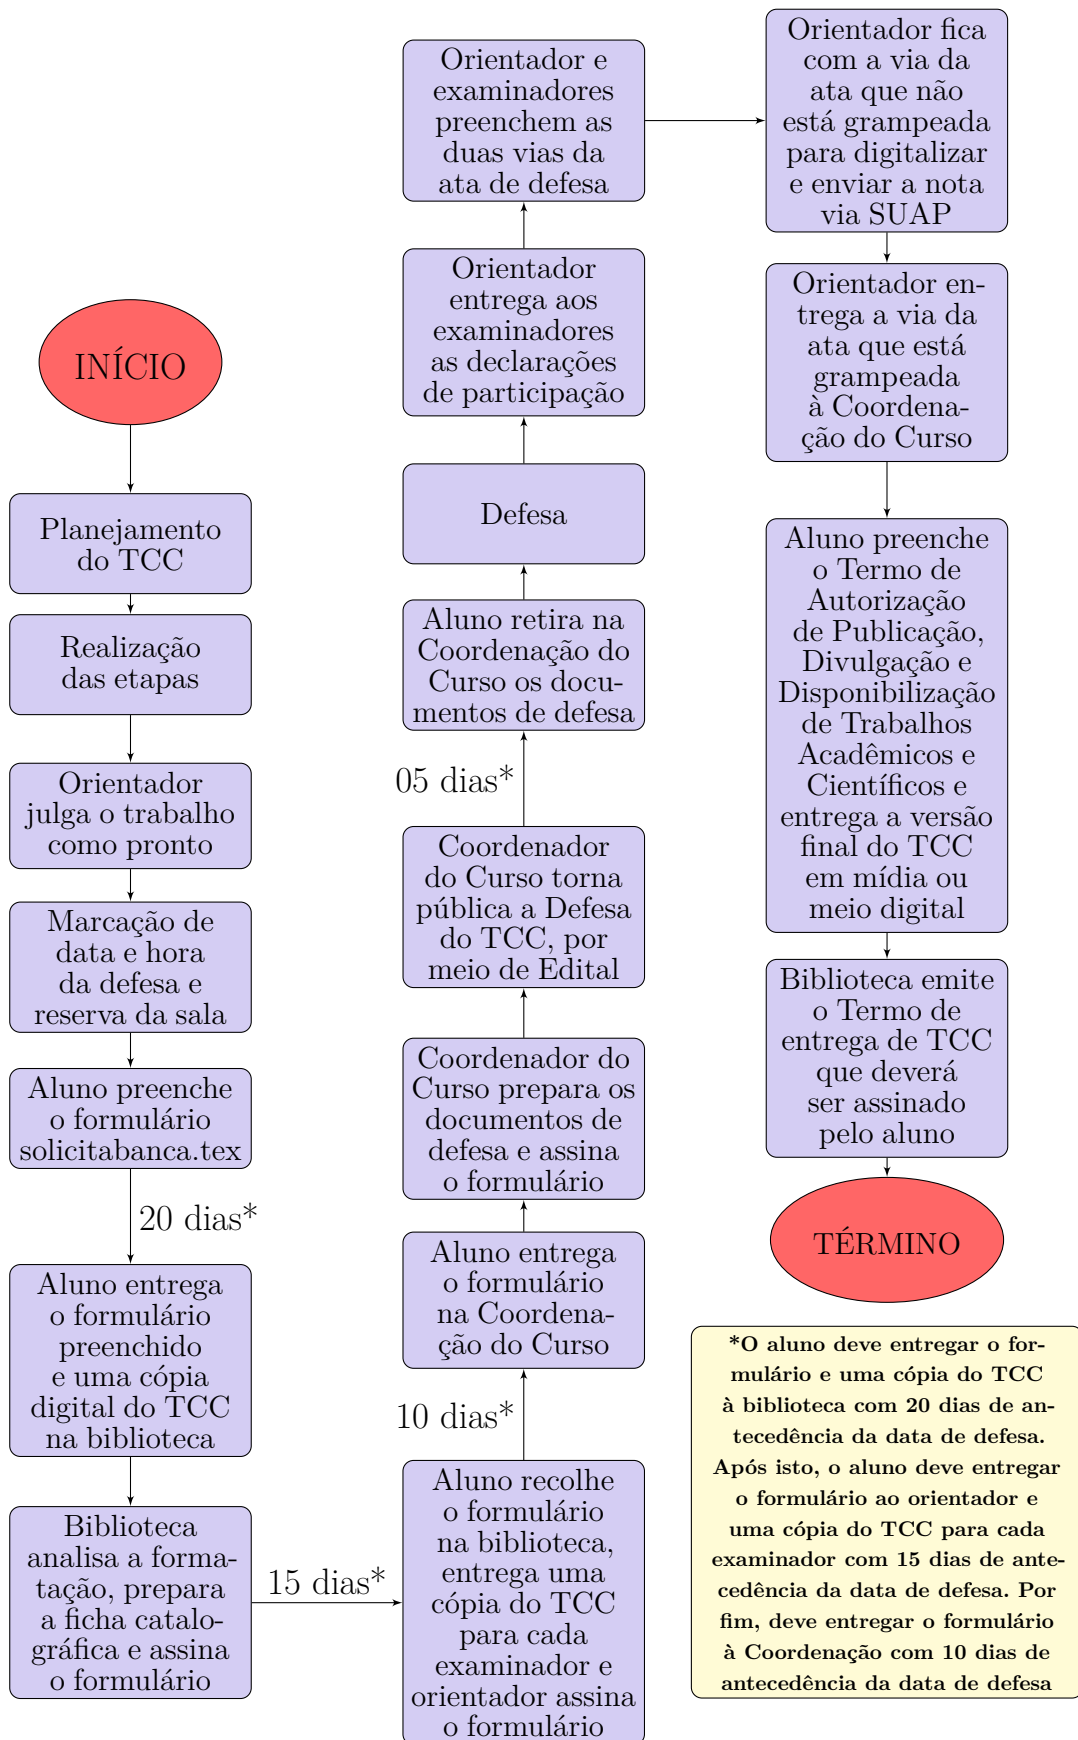 INÍCIO
Planejamento
do TCC
Realização
das etapas
Orientador
julga o trabalho
como pronto
Marcação de
data e hora
da defesa e
reserva da sala
Aluno preenche
o formulário
solicitabanca.tex
20 dias*
Aluno entrega
o formulário
preenchido
e uma cópia
digital do TCC
na biblioteca
Biblioteca
analisa a forma-
tação, prepara
a ficha catalo-
gráfica e assina
o formulário
15 dias*
Aluno recolhe
o formulário
na biblioteca,
entrega uma
cópia do TCC
para cada
examinador e
orientador assina
o formulário
10 dias*
Aluno entrega
o formulário
na Coordena-
ção do Curso
Coordenador do
Curso prepara os
documentos de
defesa e assina
o formulário
Coordenador
do Curso torna
pública a Defesa
do TCC, por
meio de Edital
05 dias*
Aluno retira na
Coordenação do
Curso os docu-
mentos de defesa
Defesa
Orientador
entrega aos
examinadores
as declarações
de participação
Orientador e
examinadores
preenchem as
duas vias da
ata de defesa
Orientador fica
com a via da
ata que não
está grampeada
para digitalizar
e enviar a nota
via SUAP
Orientador en-
trega a via da
ata que está
grampeada
à Coordena-
ção do Curso
Aluno preenche
o Termo de
Autorização
de Publicação,
Divulgação e
Disponibilização
de Trabalhos
Acadêmicos e
Científicos e
entrega a versão
final do TCC
em mídia ou
meio digital
Biblioteca emite
o Termo de
entrega de TCC
que deverá
ser assinado
pelo aluno
TÉRMINO
*O aluno deve entregar o for-
mulário e uma cópia do TCC
à biblioteca com 20 dias de an-
tecedência da data de defesa.
Após isto, o aluno deve entregar
o formulário ao orientador e
uma cópia do TCC para cada
examinador com 15 dias de ante-
cedência da data de defesa. Por
fim, deve entregar o formulário
à Coordenação com 10 dias de
antecedência da data de defesa